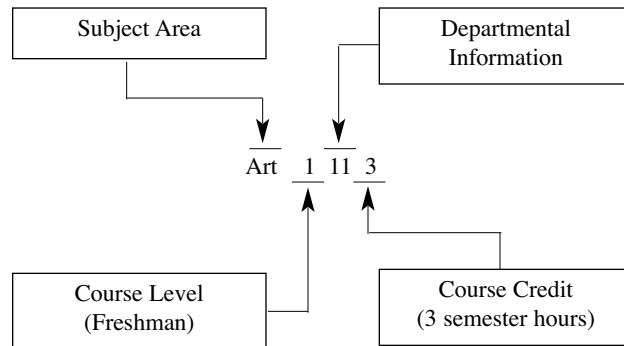 Subject Area
Departmental
Information
Art 1 11 3
Course Level
(Freshman)
Course Credit
(3 semester hours)